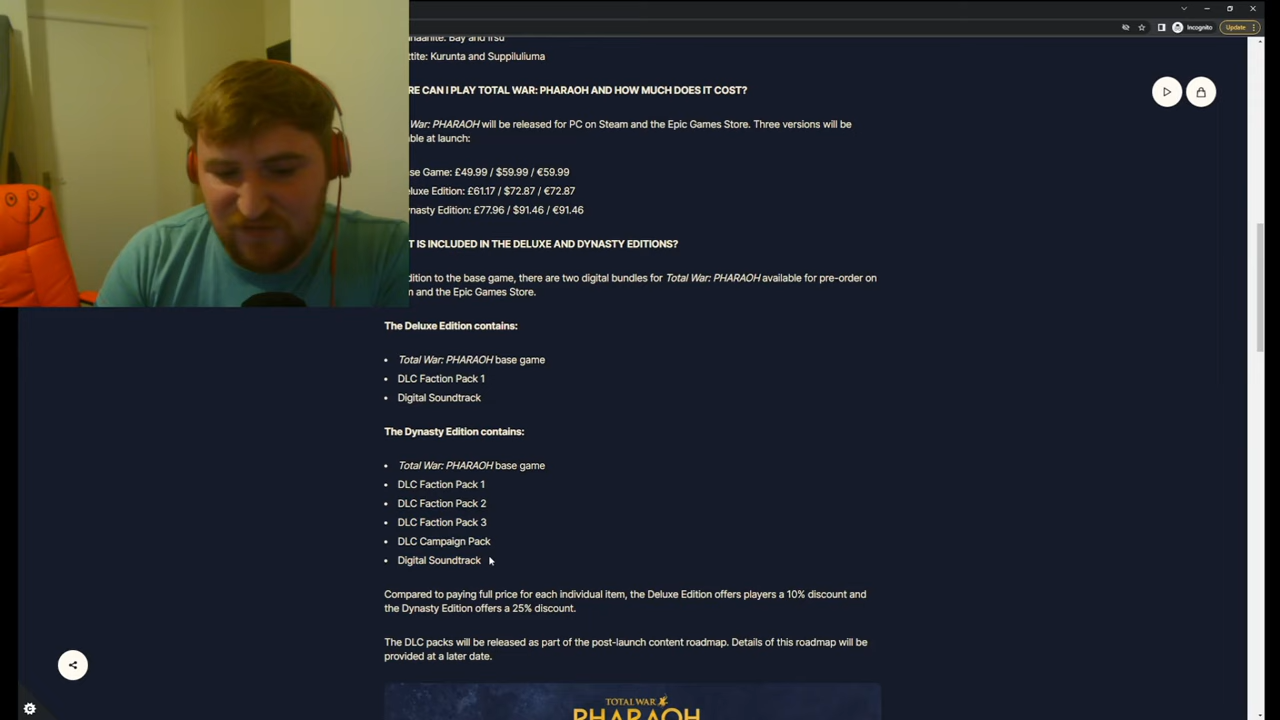 Incognito
Update
Bay and Irsu
tite: Kurunta and Suppiluliuma
RE CAN I PLAY TOTAL WAR: PHARAOH AND HOW MUCH DOES IT COST?
War: PHARAOH will be released for PC on Steam and the Epic Games Store. Three versions will be
ble at launch:
se Game: £49.99 / $59.99 / €59.99
eluxe Edition: £61.17 / $72.87 / €72.87
ynasty Edition: £77.96 / $91.46 / €91.46
T IS INCLUDED IN THE DELUXE AND DYNASTY EDITIONS?
dition to the base game, there are two digital bundles for Total War: PHARAOH available for pre-order on
m and the Epic Games Store.
The Deluxe Edition contains:
• Total War: PHARAOH base game
• DLC Faction Pack 1
• Digital Soundtrack
The Dynasty Edition contains:
• Total War: PHARAOH base game
• DLC Faction Pack 1
• DLC Faction Pack 2
• DLC Faction Pack 3
• DLC Campaign Pack
• Digital Soundtrack
Compared to paying full price for each individual item, the Deluxe Edition offers players a 10% discount and
the Dynasty Edition offers a 25% discount.
The DLC packs will be released as part of the post-launch content roadmap. Details of this roadmap will be
provided at a later date.
TOTAL WAR
PHARAOH